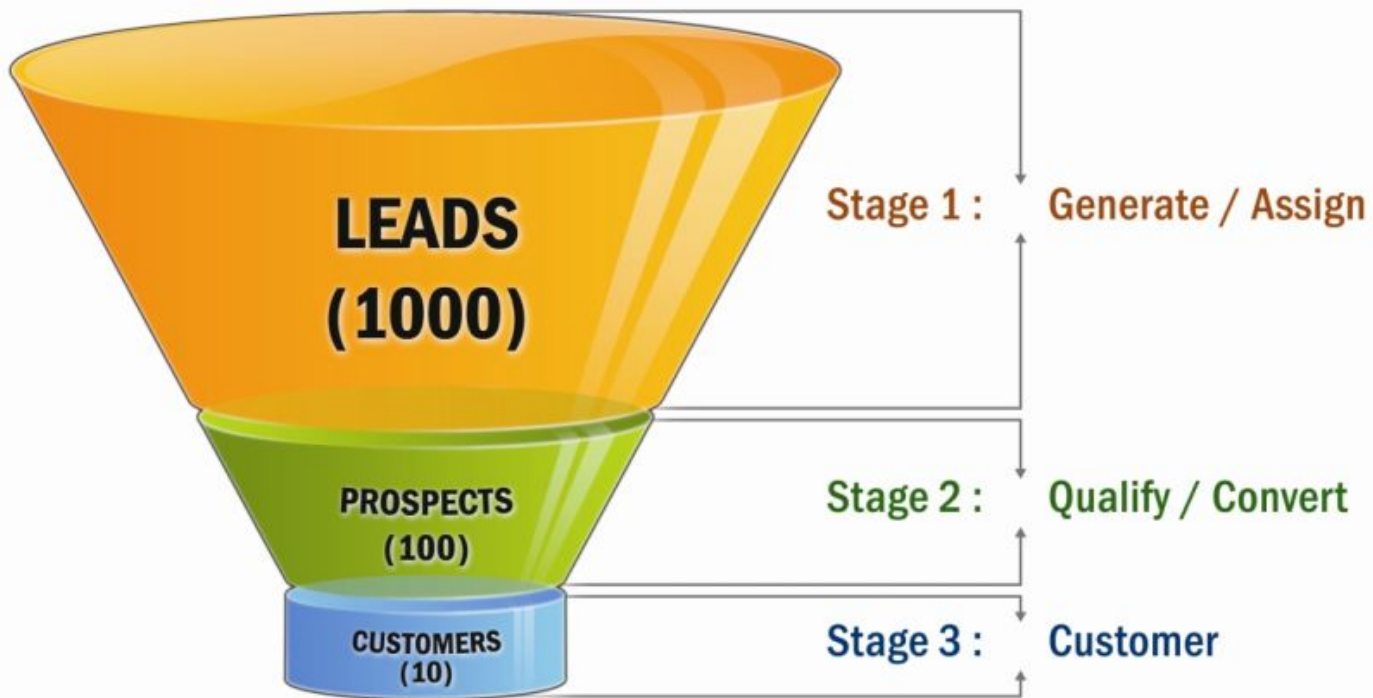 LEADS
(1000)
Stage 1 : Generate / Assign
PROSPECTS
(100)
Stage 2 : Qualify / Convert
CUSTOMERS
(10)
Stage 3 : Customer